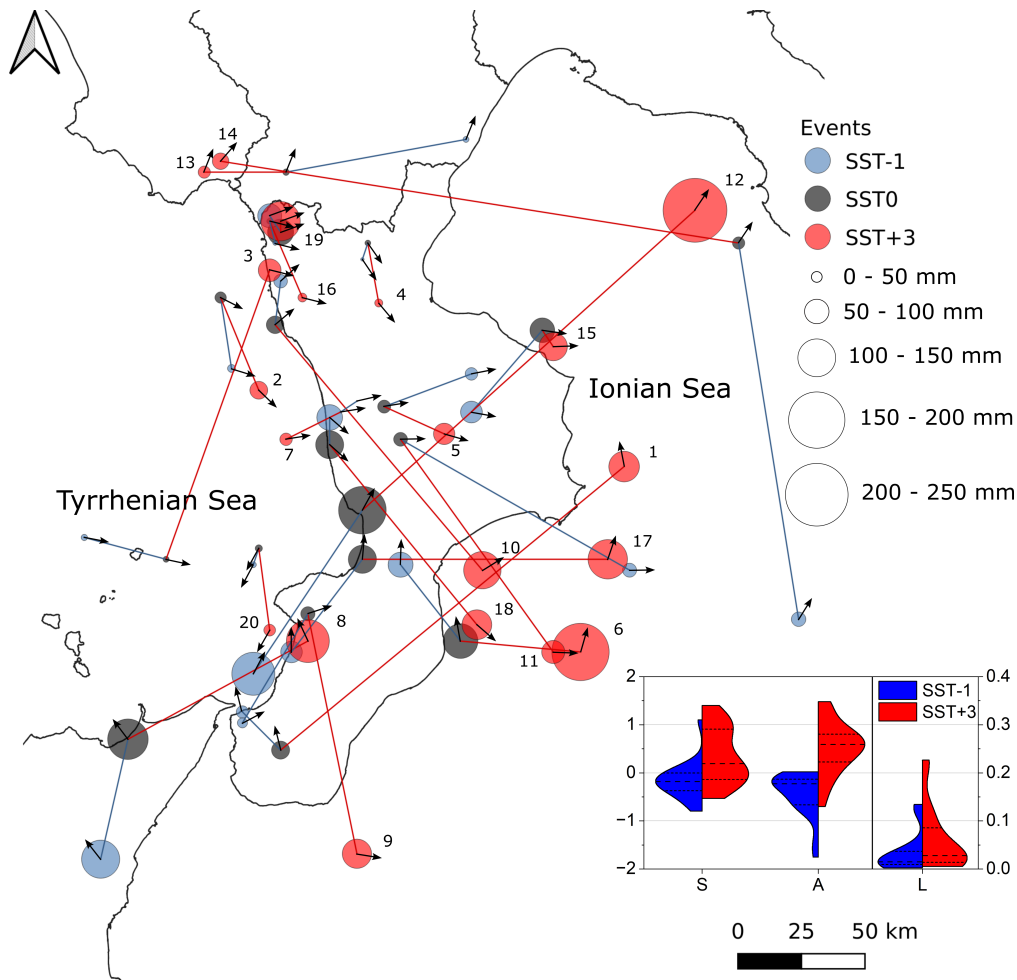 14
13
12
Events
SST-1
SST0
SST+3
0 - 50 mm
50 - 100 mm
100 - 150 mm
150 - 200 mm
200 - 250 mm
19
3
16
4
15
Ionian Sea
2
7
5
1
Tyrrhenian Sea
10
17
18
20
8
6
11
9
2
1
0
−1
−2
SST-1
SST+3
0.4
0.3
0.2
0.1
0.0
S
A
L
0
25
50 km